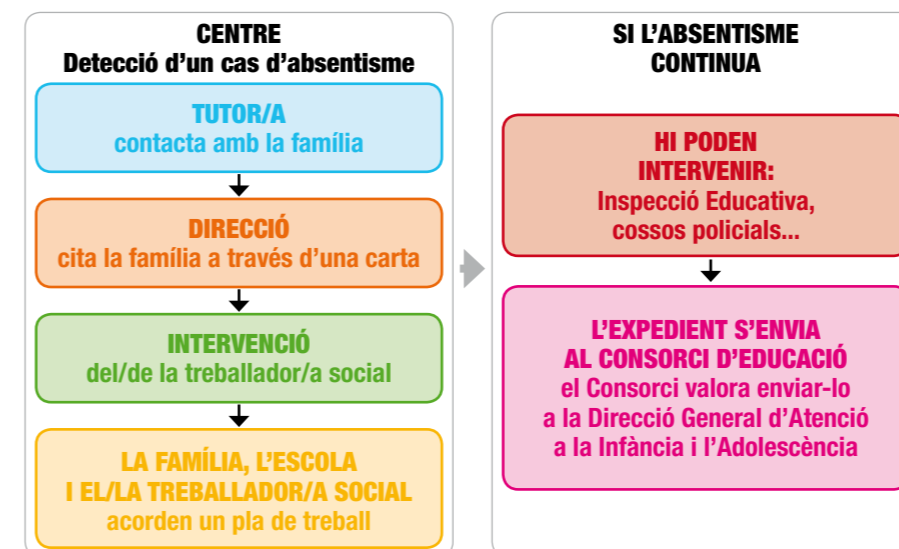 CENTRE
Detecció d'un cas d'absentisme
TUTOR/A
contacta amb la família
DIRECCIÓ
cita la família a través d'una carta
INTERVENCIÓ
del/de la treballador/a social
LA FAMÍLIA, L'ESCOLA
I EL/LA TREBALLADOR/A SOCIAL
acorden un pla de treball
SI L'ABSENTISME
CONTINUA
HI PODEN
INTERVENIR:
Inspecció Educativa,
cossos policials...
L'EXPEDIENT S'ENVIA
AL CONSORCI D'EDUCACIÓ
el Consorci valora enviar-lo
a la Direcció General d'Atenció
a la Infància i l'Adolescència